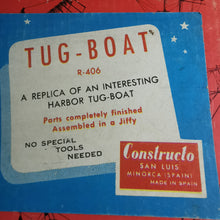 TUG-BOAT
R-406
A REPLICA OF AN INTERESTING
HARBOR TUG-BOAT
Parts completely finished
Assembled in a Jiffy
NO SPECIAL
TOOLS
NEEDED
Constructo
SAN LUIS
MINORCA (SPAIN)
MADE IN SPAIN